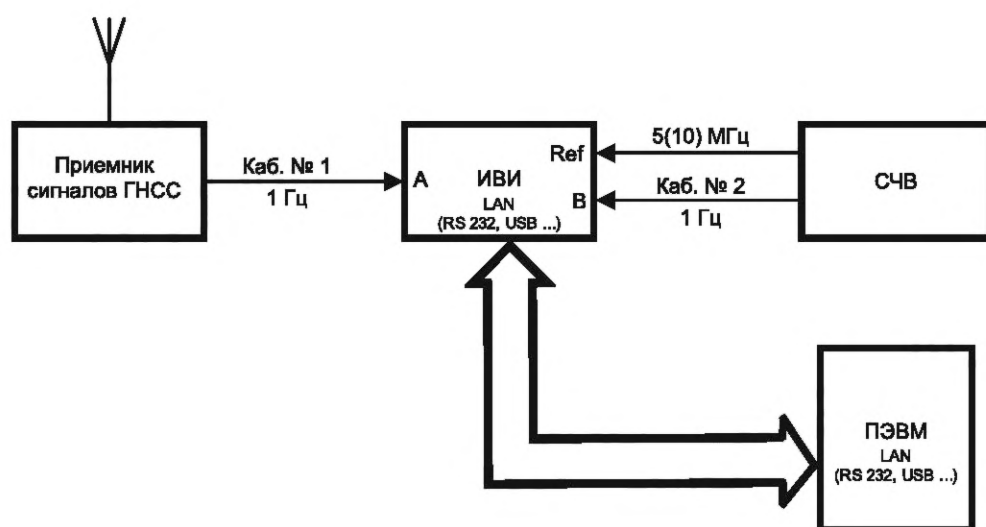 Приемник
сигналов ГНСС
Каб. № 1
1 Гц
A
ИВИ
LAN
(RS 232, USB ...)
Ref
B
5(10) МГц
Каб. № 2
1 Гц
СЧВ
ПЭВМ
LAN
(RS 232, USB ...)